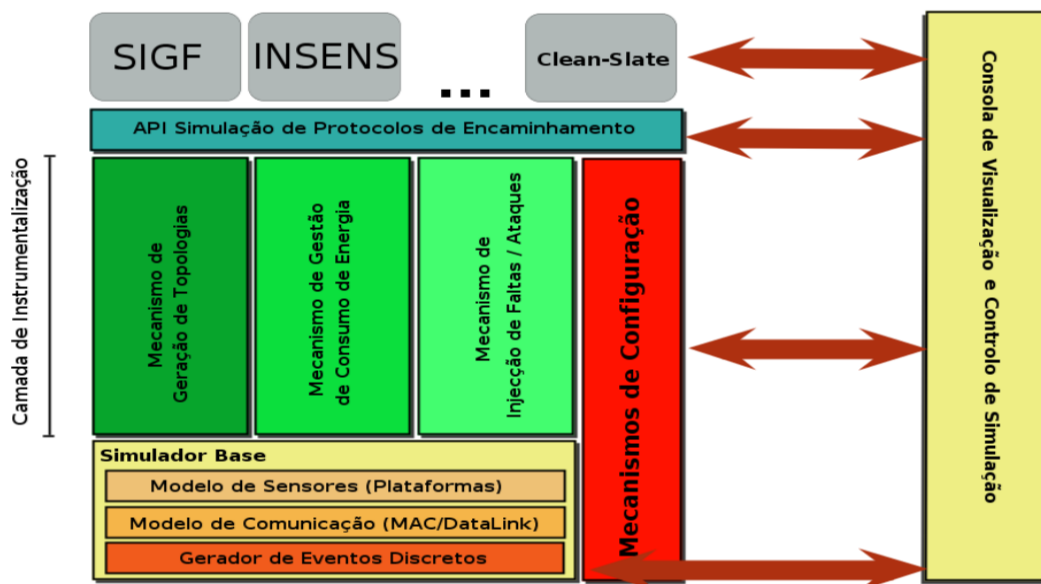 SIGF
INSENS
...
Clean-Slate
API Simulação de Protocolos de Encaminhamento
Camada de Instrumentalização
Mecanismo de
Geração de Topologias
Mecanismo de Gestão
de Consumo de Energia
Mecanismo de
Injecção de Faltas / Ataques
Mecanismos de Configuração
Simulador Base
Modelo de Sensores (Plataformas)
Modelo de Comunicação (MAC/DataLink)
Gerador de Eventos Discretos
Consola de Visualização e Controlo de Simulação